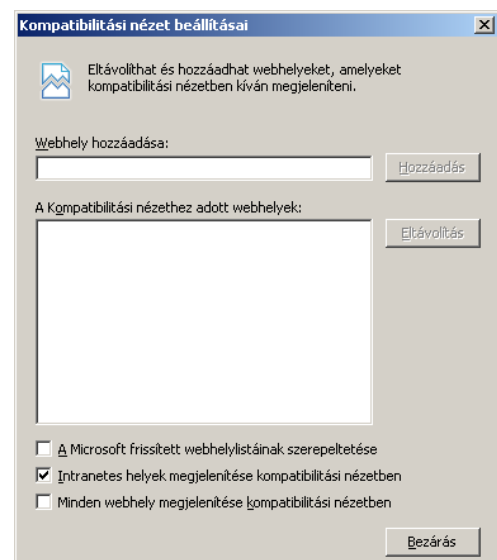 Kompatibilitási nézet beállításai
Eltávolíthat és hozzáadhat webhelyeket, amelyeket
kompatibilitási nézetben kíván megjeleníteni.
Webhely hozzáadása:
Hozzáadás
A Kompatibilitási nézethez adott webhelyek:
Eltávolítás
A Microsoft frissített webhelylistáinak szerepeltetése
Intranetes helyek megjelenítése kompatibilitási nézetben
Minden webhely megjelenítése kompatibilitási nézetben
Bezárás